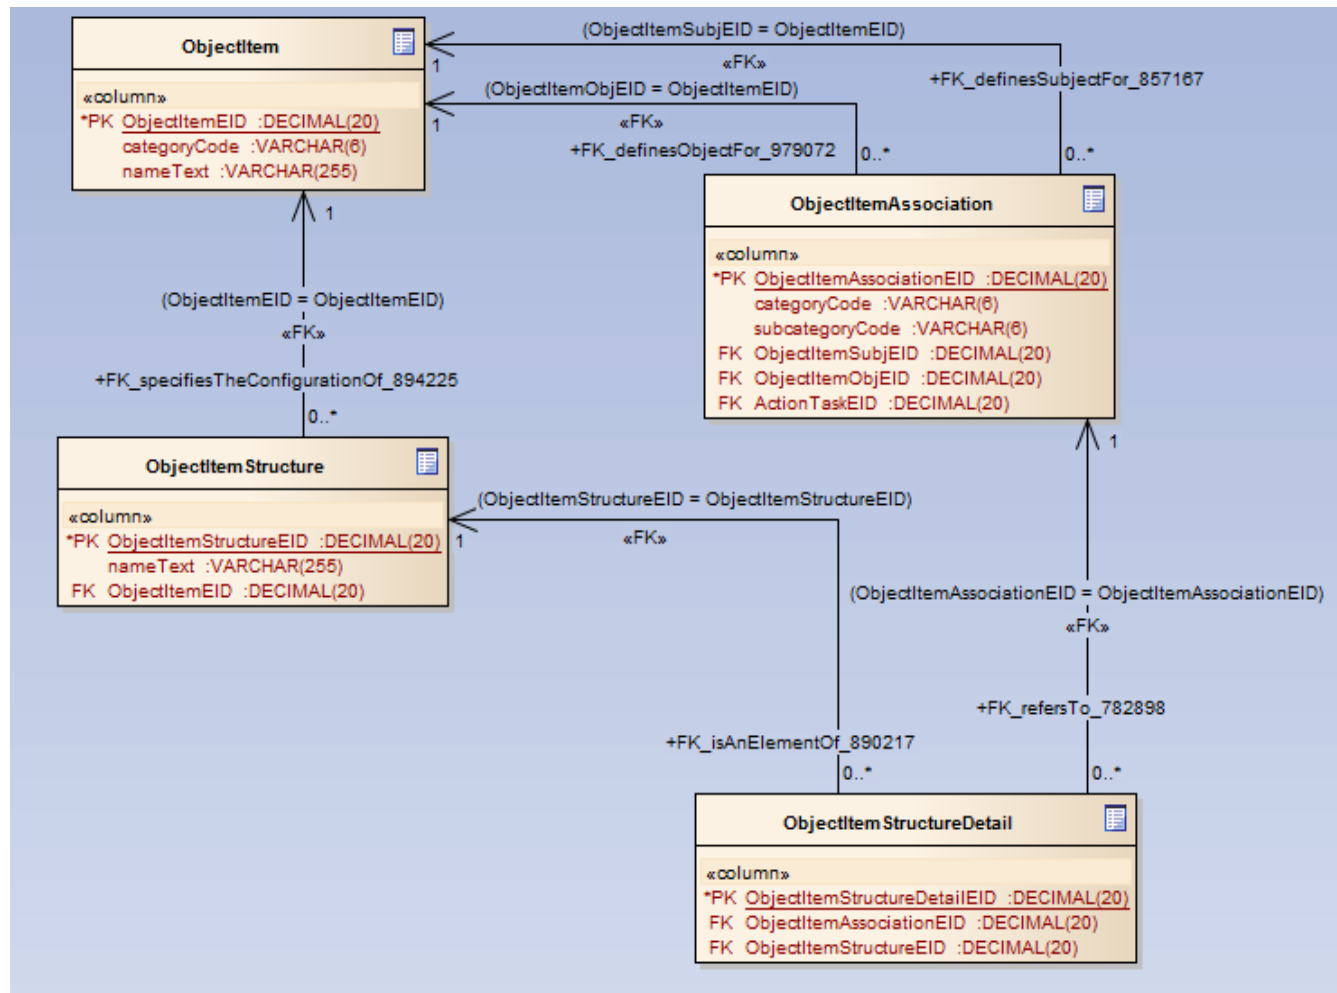 ObjectItem
«column»
*PK ObjectItemEID :DECIMAL(20)
categoryCode :VARCHAR(6)
nameText :VARCHAR(255)
(ObjectItemSubjEID = ObjectItemEID)
1
«FK»
+FK_definesSubjectFor_857167
(ObjectItemObjEID = ObjectItemEID)
1
«FK»
+FK_definesObjectFor_979072
0..*
0..*
ObjectItemAssociation
«column»
*PK ObjectItemAssociationEID :DECIMAL(20)
categoryCode :VARCHAR(6)
subcategoryCode :VARCHAR(6)
FK ObjectItemSubjEID :DECIMAL(20)
FK ObjectItemObjEID :DECIMAL(20)
FK ActionTaskEID :DECIMAL(20)
1
(ObjectItemEID = ObjectItemEID)
«FK»
+FK_specifiesTheConfigurationOf_894225
0..*
ObjectItemStructure
«column»
*PK ObjectItemStructureEID :DECIMAL(20)
nameText :VARCHAR(255)
FK ObjectItemEID :DECIMAL(20)
(ObjectItemStructureEID = ObjectItemStructureEID)
1
«FK»
1
(ObjectItemAssociationEID = ObjectItemAssociationEID)
«FK»
+FK_refersTo_782898
+FK_isAnElementOf_890217
0..*
0..*
ObjectItemStructureDetail
«column»
*PK ObjectItemStructureDetailEID :DECIMAL(20)
FK ObjectItemAssociationEID :DECIMAL(20)
FK ObjectItemStructureEID :DECIMAL(20)